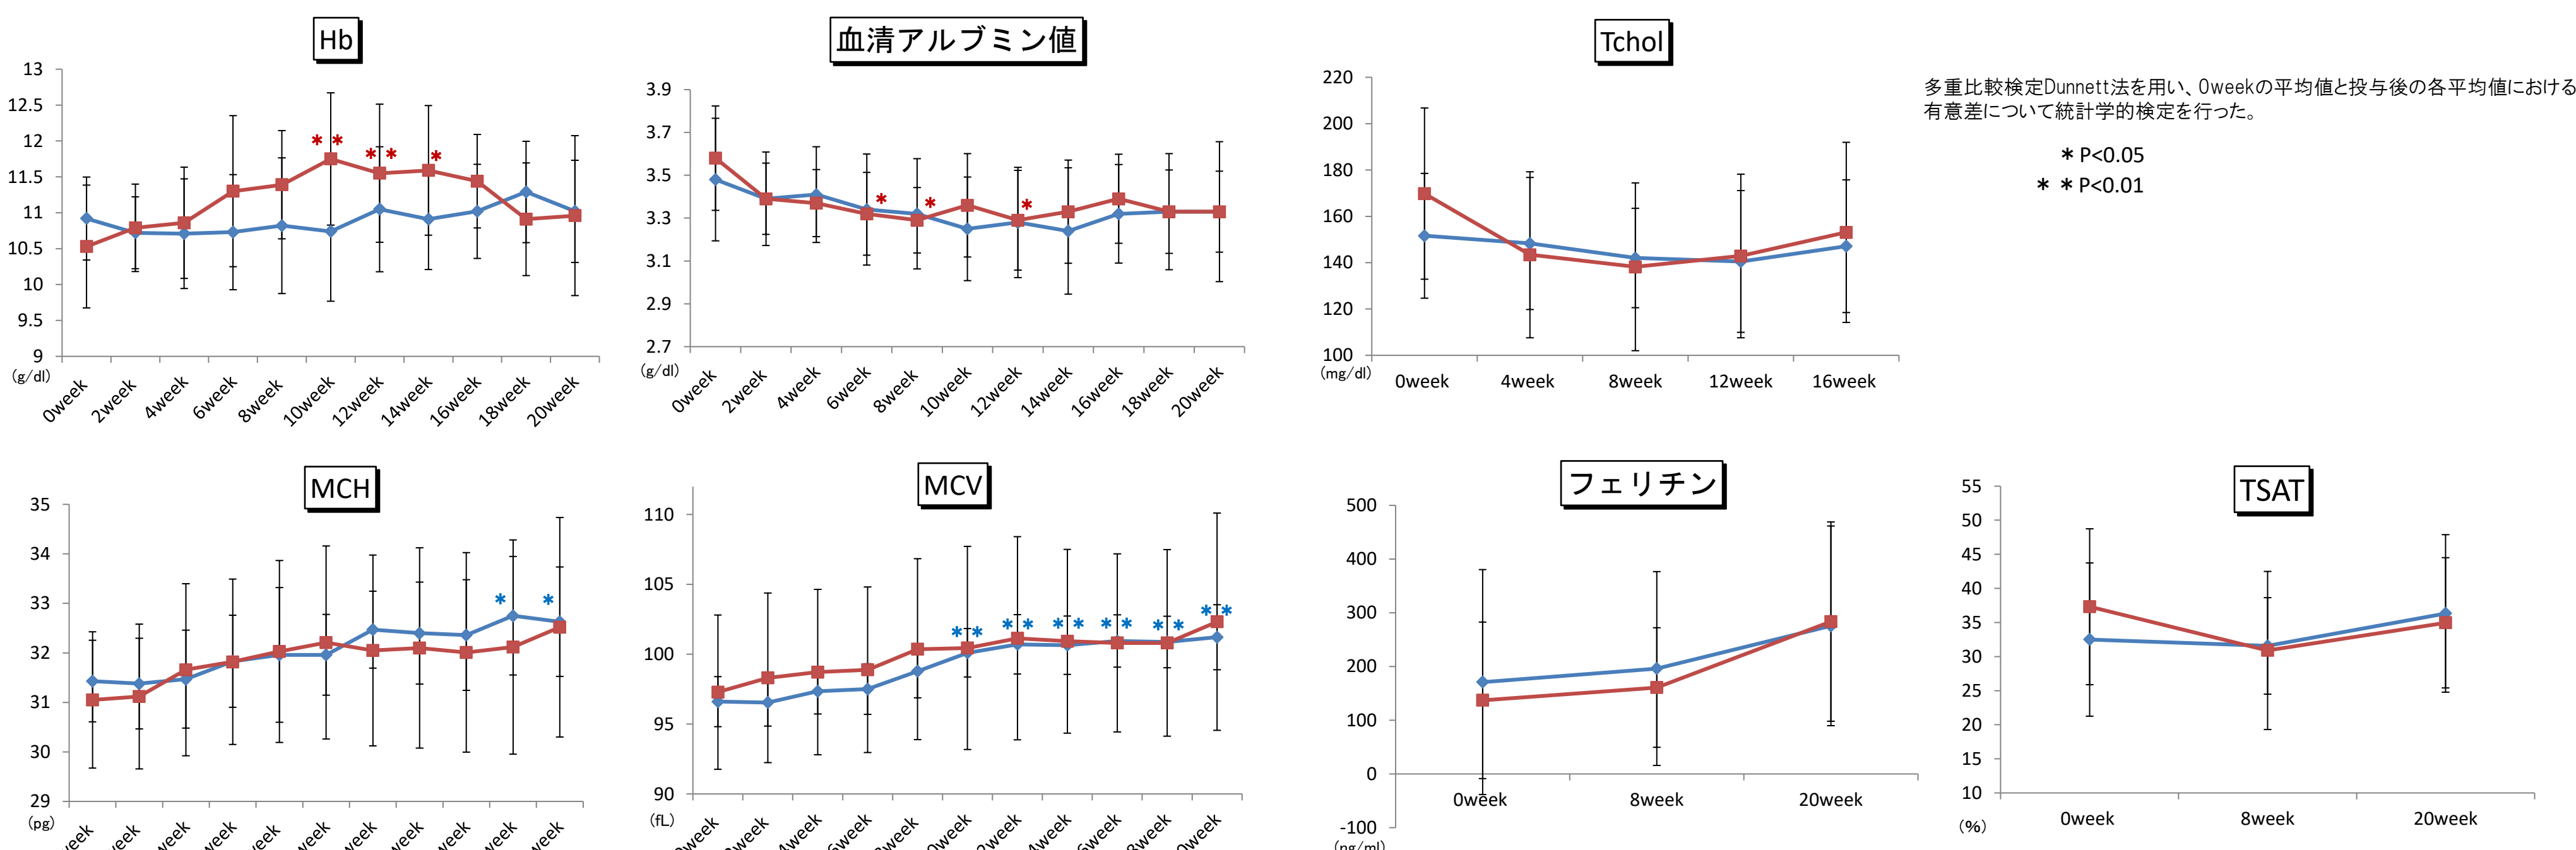 Hb
13
12.5
12
11.5
11
10.5
10
9.5
9
(g/dl)
0week 2week 4week 6week 8week 10week 12week 14week 16week 18week 20week
＊＊ ＊＊ ＊
血清アルブミン値
3.9
3.7
3.5
3.3
3.1
2.9
2.7
(g/dl)
0week 2week 4week 6week 8week 10week 12week 14week 16week 18week 20week
＊ ＊ ＊
Tchol
220
200
180
160
140
120
100
(mg/dl)
0week 4week 8week 12week 16week
多重比較検定Dunnett法を用い、0weekの平均値と投与後の各平均値における
有意差について統計学的検定を行った。
＊P<0.05
＊＊P<0.01
MCH
35
34
33
32
31
30
29
(pg)
＊ ＊
MCV
110
105
100
95
90
(fL)
＊＊ ＊＊ ＊＊ ＊＊ ＊＊ ＊＊
フェリチン
500
400
300
200
100
0
-100
(ng/ml)
0week 8week 20week
TSAT
55
50
45
40
35
30
25
20
15
10
(%)
0week 8week 20week